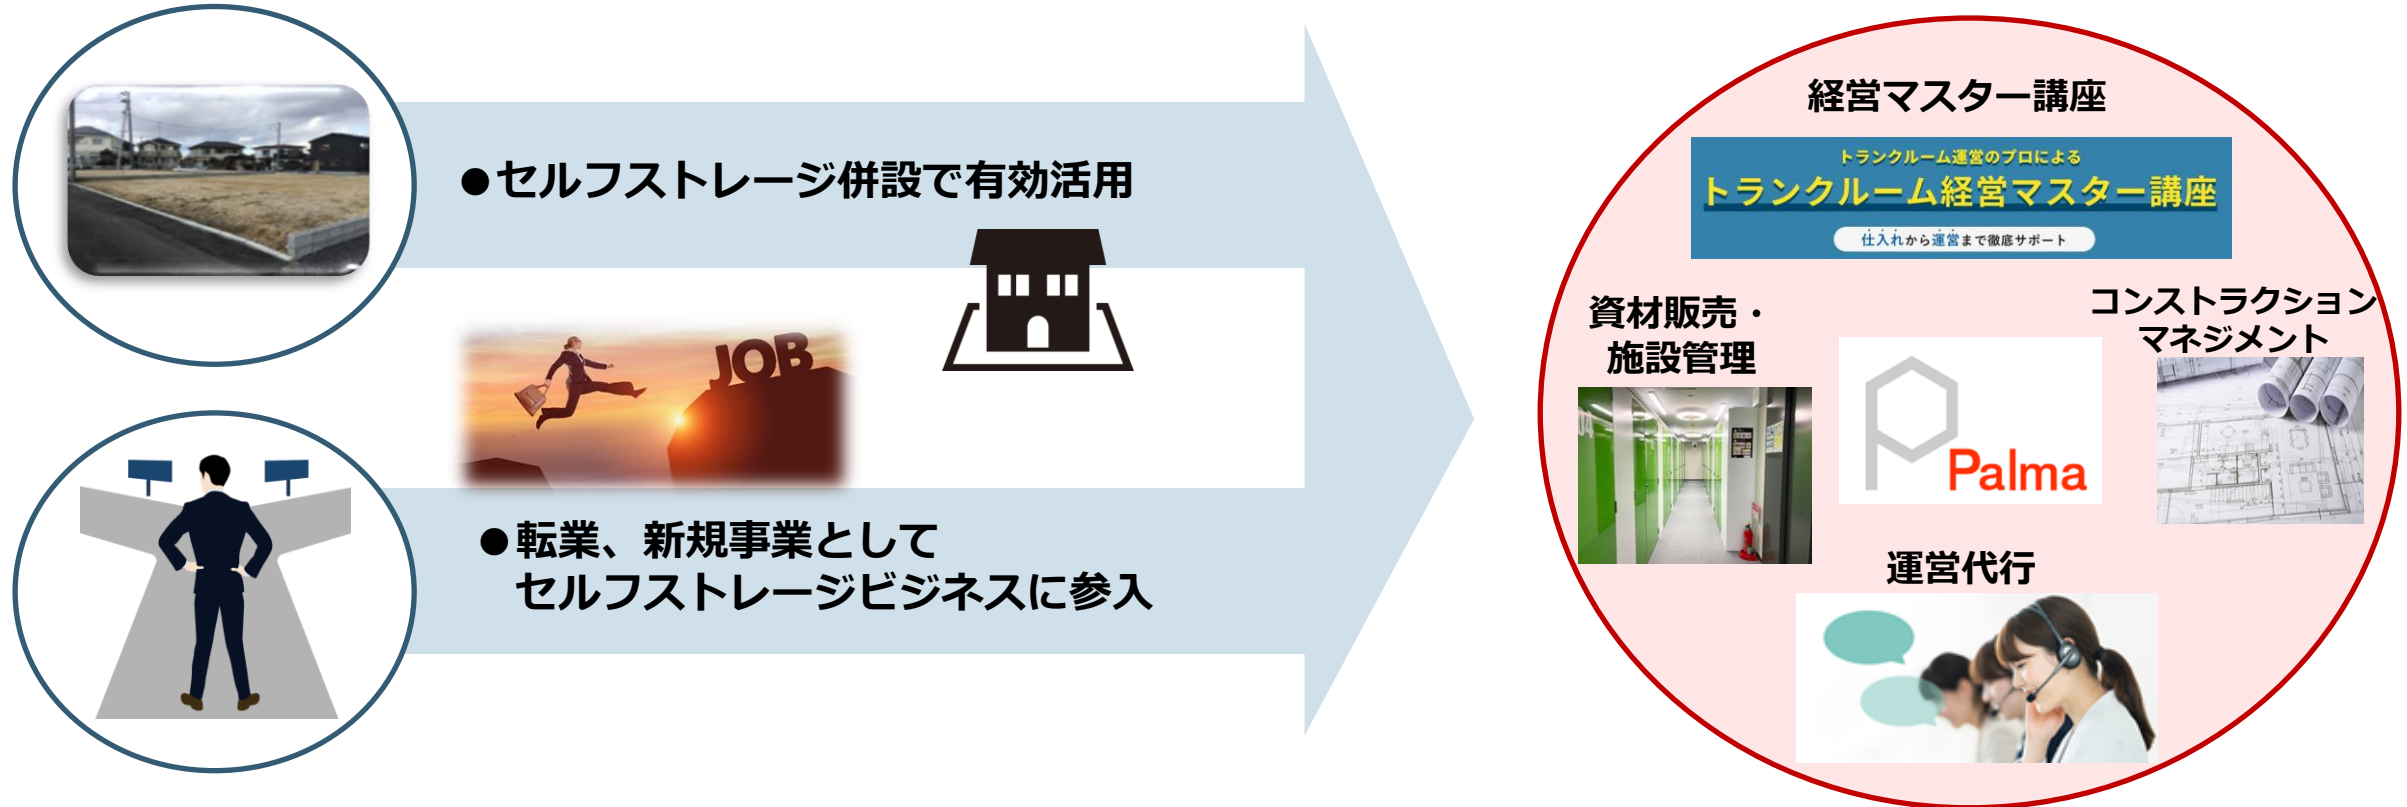 ●セルフストレージ併設で有効活用
JOB
●転業、新規事業として
セルフストレージビジネスに参入
経営マスター講座
トランクルーム運営のプロによる
トランクルーム経営マスター講座
仕入れから運営まで徹底サポート
資材販売・
施設管理
コンストラクション
マネジメント
04
Palma
運営代行